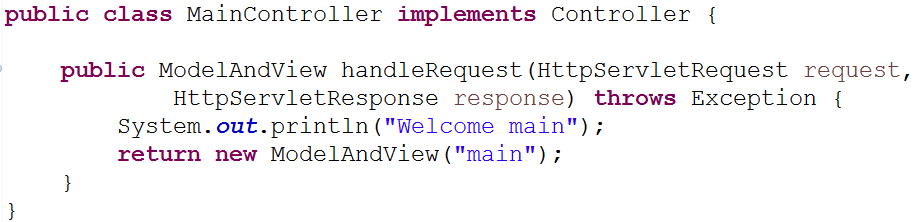 public class MainController implements Controller {
public ModelAndView handleRequest(HttpServletRequest request,
HttpServletResponse response) throws Exception {
System.out.println("Welcome main");
return new ModelAndView("main");
}
}